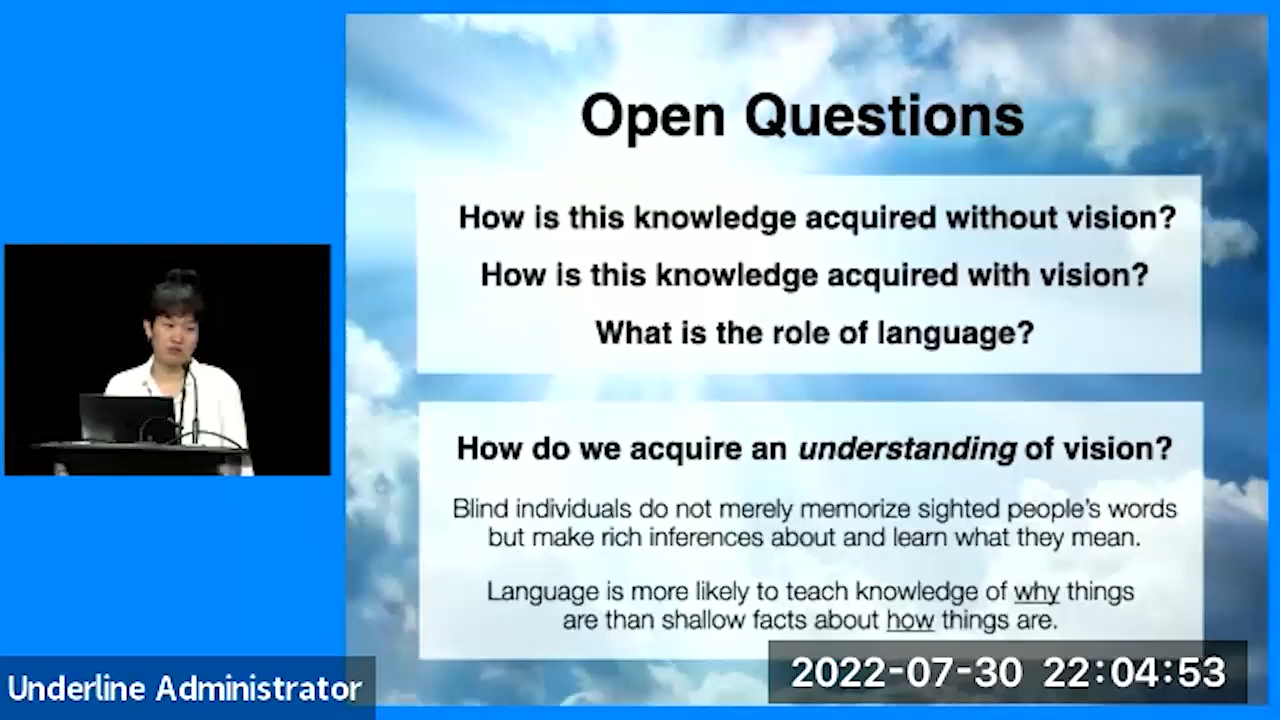 Open Questions
How is this knowledge acquired without vision?
How is this knowledge acquired with vision?
What is the role of language?
How do we acquire an understanding of vision?
Blind individuals do not merely memorize sighted people's words
but make rich inferences about and learn what they mean.
Language is more likely to teach knowledge of why things
are than shallow facts about how things are.
Underline Administrator
2022-07-30 22:04:53